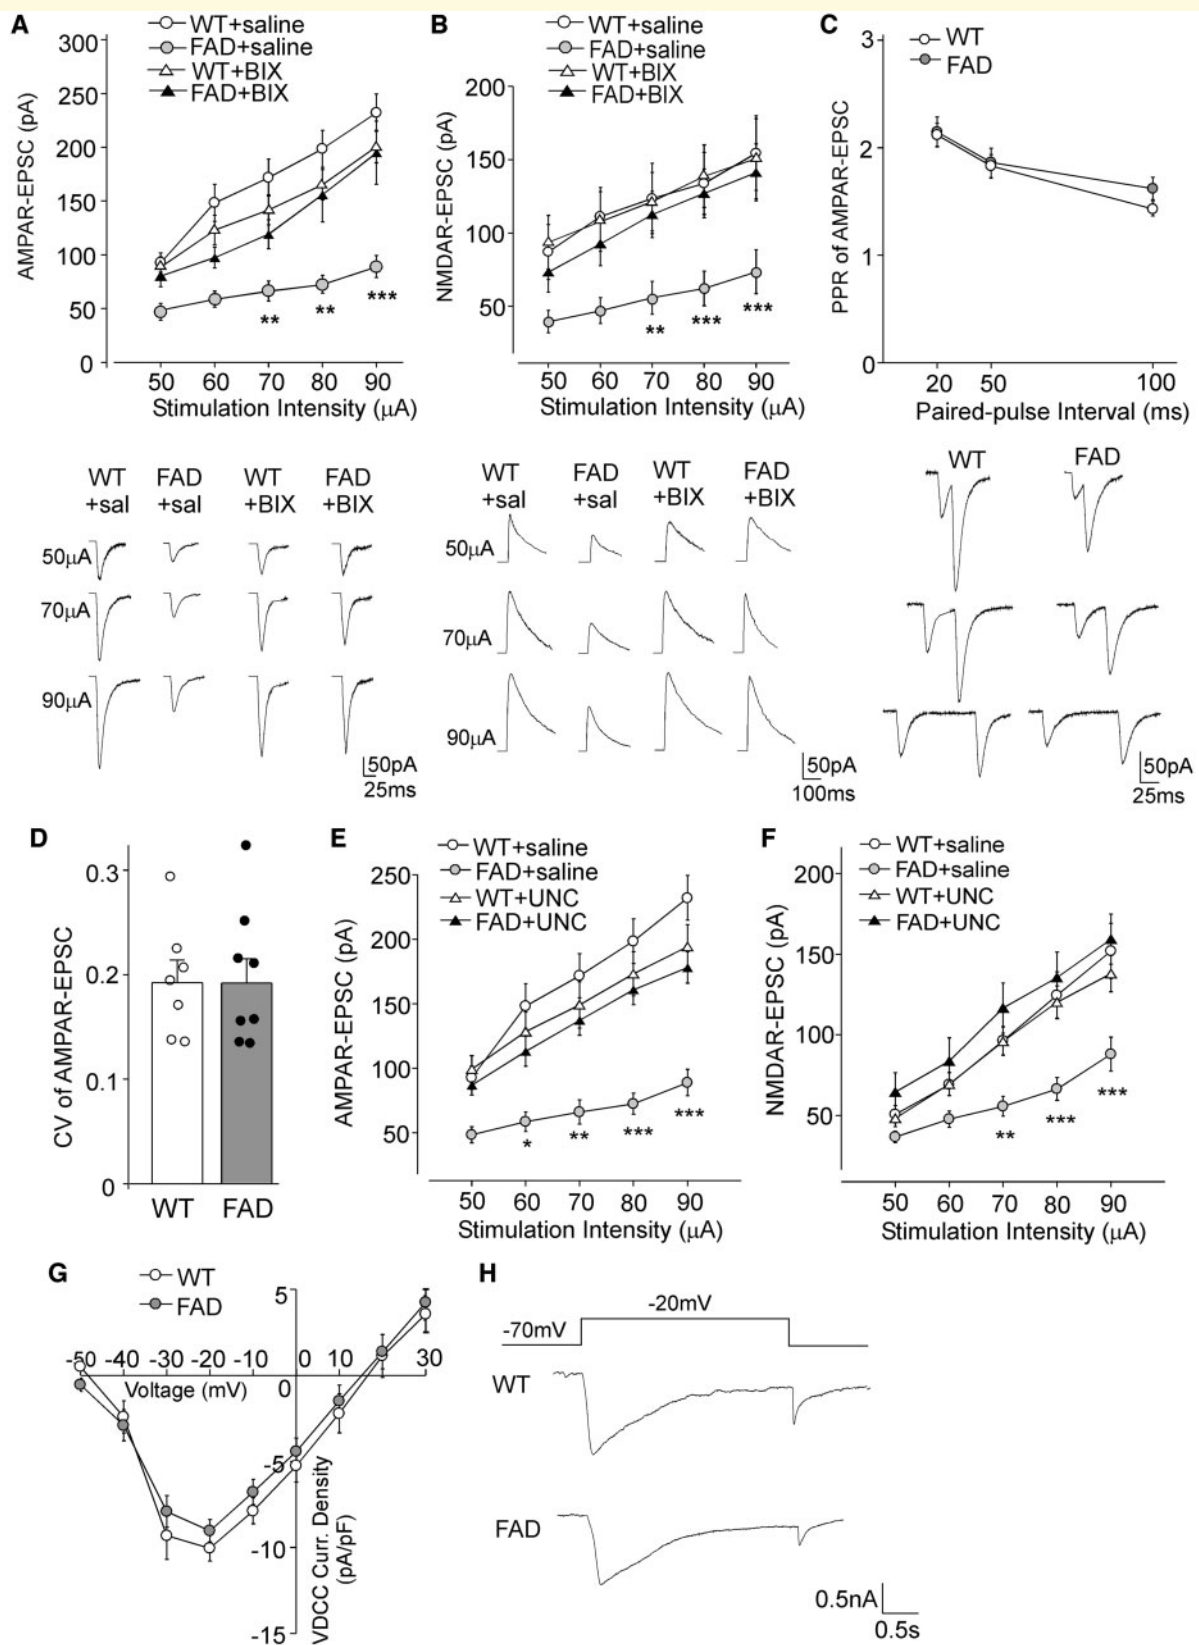 A
WT+saline
FAD+saline
WT+BIX
FAD+BIX
AMPAR-EPSC (pA)
300
250
200
150
100
50
0
50 60 70 80 90
Stimulation Intensity (μA)
** ** ***
WT +sal
FAD +sal
WT +BIX
FAD +BIX
50μA
70μA
90μA
50pA
25ms
B
WT+saline
FAD+saline
WT+BIX
FAD+BIX
NMDAR-EPSC (pA)
200
150
100
50
50 60 70 80 90
Stimulation Intensity (μA)
** *** ***
WT +sal
FAD +sal
WT +BIX
FAD +BIX
50μA
70μA
90μA
50pA
100ms
C
WT
FAD
PPR of AMPAR-EPSC
3
2
1
0
20 50 100
Paired-pulse Interval (ms)
WT FAD
50pA
25ms
D
CV of AMPAR-EPSC
0.3
0.2
0.1
0
WT FAD
E
WT+saline
FAD+saline
WT+UNC
FAD+UNC
AMPAR-EPSC (pA)
250
200
150
100
50
* ** *** ***
50 60 70 80 90
Stimulation Intensity (μA)
F
WT+saline
FAD+saline
WT+UNC
FAD+UNC
NMDAR-EPSC (pA)
200
150
100
50
** *** ***
50 60 70 80 90
Stimulation Intensity (μA)
G
WT
FAD
5
-50 -40 -30 -20 -10 0 10 30
Voltage (mV)
0
-5
-10
-15
VDCC Curr. Density
(pA/pF)
H
-20mV
-70mV
WT
FAD
0.5nA
0.5s